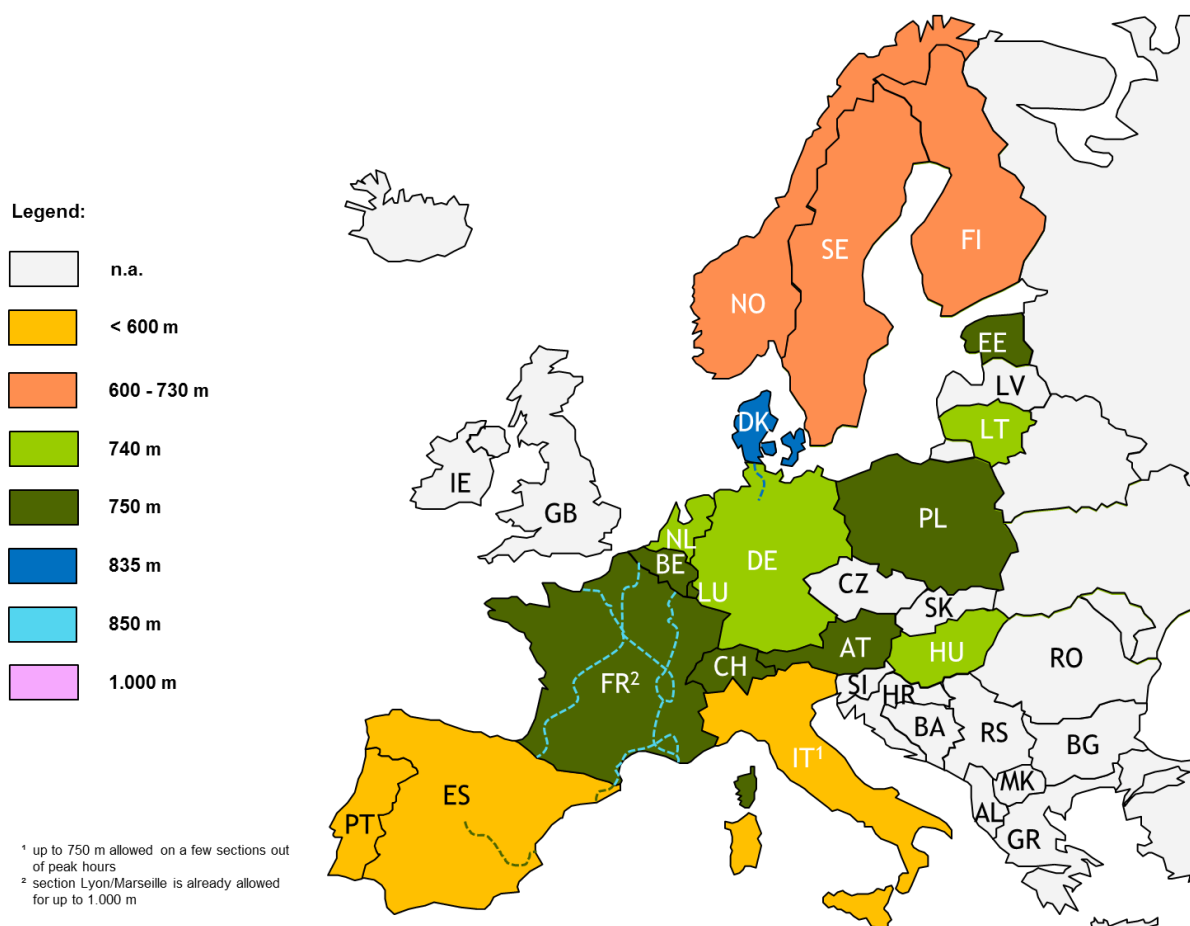 Legend:
n.a.
< 600 m
600 - 730 m
740 m
750 m
835 m
850 m
1.000 m
¹ up to 750 m allowed on a few sections out
of peak hours
² section Lyon/Marseille is already allowed
for up to 1.000 m
NO
SE
FI
EE
LV
LT
DK
IE
GB
NL
BE
LU
DE
PL
CZ
SK
AT
HU
CH
FR²
RO
SI
HR
BA
RS
BG
IT¹
MK
AL
GR
ES
PT